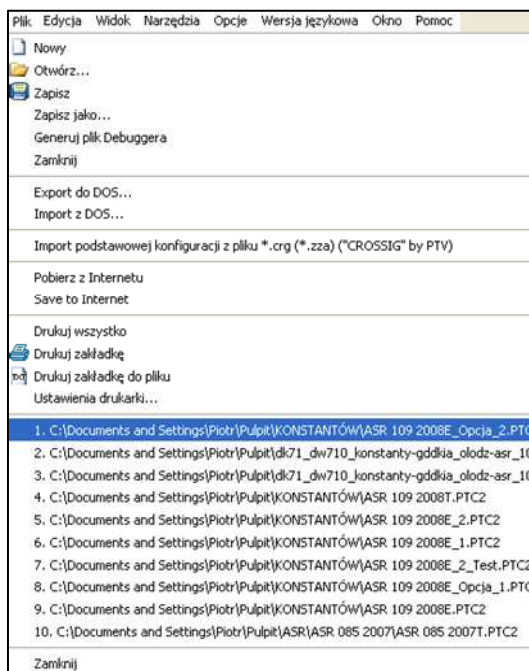 Plik Edycja Widok Narzędzia Opcje Wersja językowa Okno Pomoc
Nowy
Otwórz...
Zapisz
Zapisz jako...
Generuj plik Debuggera
Zamknij
Export do DOS...
Import z DOS...
Import podstawowej konfiguracji z pliku *.crg (*.zza) ("CROSSIG" by PTV)
Pobierz z Internetu
Save to Internet
Drukuj wszystko
Drukuj zakładkę
Drukuj zakładkę do pliku
Ustawienia drukarki...
1. C:\Documents and Settings\Piotr\Pulpit\KONSTANTÓW\ASR 109 2008E_Opcja_2.PTC
2. C:\Documents and Settings\Piotr\Pulpit\dk71_dw710_konstanty-gddkia_olodz-asr_10
3. C:\Documents and Settings\Piotr\Pulpit\dk71_dw710_konstanty-gddkia_olodz-asr_10
4. C:\Documents and Settings\Piotr\Pulpit\KONSTANTÓW\ASR 109 2008T.PTC2
5. C:\Documents and Settings\Piotr\Pulpit\KONSTANTÓW\ASR 109 2008E_2.PTC2
6. C:\Documents and Settings\Piotr\Pulpit\KONSTANTÓW\ASR 109 2008E_1.PTC2
7. C:\Documents and Settings\Piotr\Pulpit\KONSTANTÓW\ASR 109 2008E_2_Test.PTC2
8. C:\Documents and Settings\Piotr\Pulpit\KONSTANTÓW\ASR 109 2008E_Opcja_1.PTC
9. C:\Documents and Settings\Piotr\Pulpit\KONSTANTÓW\ASR 109 2008E.PTC2
10. C:\Documents and Settings\Piotr\Pulpit\ASR\ASR 085 2007\ASR 085 2007T.PTC2
Zamknij